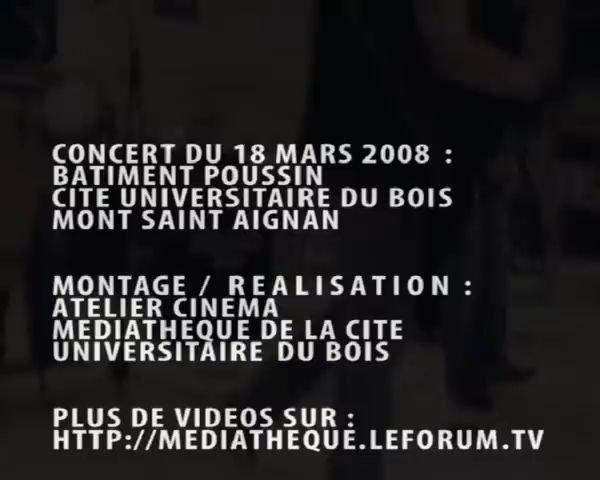 CONCERT DU 18 MARS 2008 :
BATIMENT POUSSIN
CITE UNIVERSITAIRE DU BOIS
MONT SAINT AIGNAN
MONTAGE / REALISATION :
ATELIER CINEMA
MEDIATHEQUE DE LA CITE
UNIVERSITAIRE DU BOIS
PLUS DE VIDEOS SUR :
HTTP://MEDIATHEQUE.LEFORUM.TV